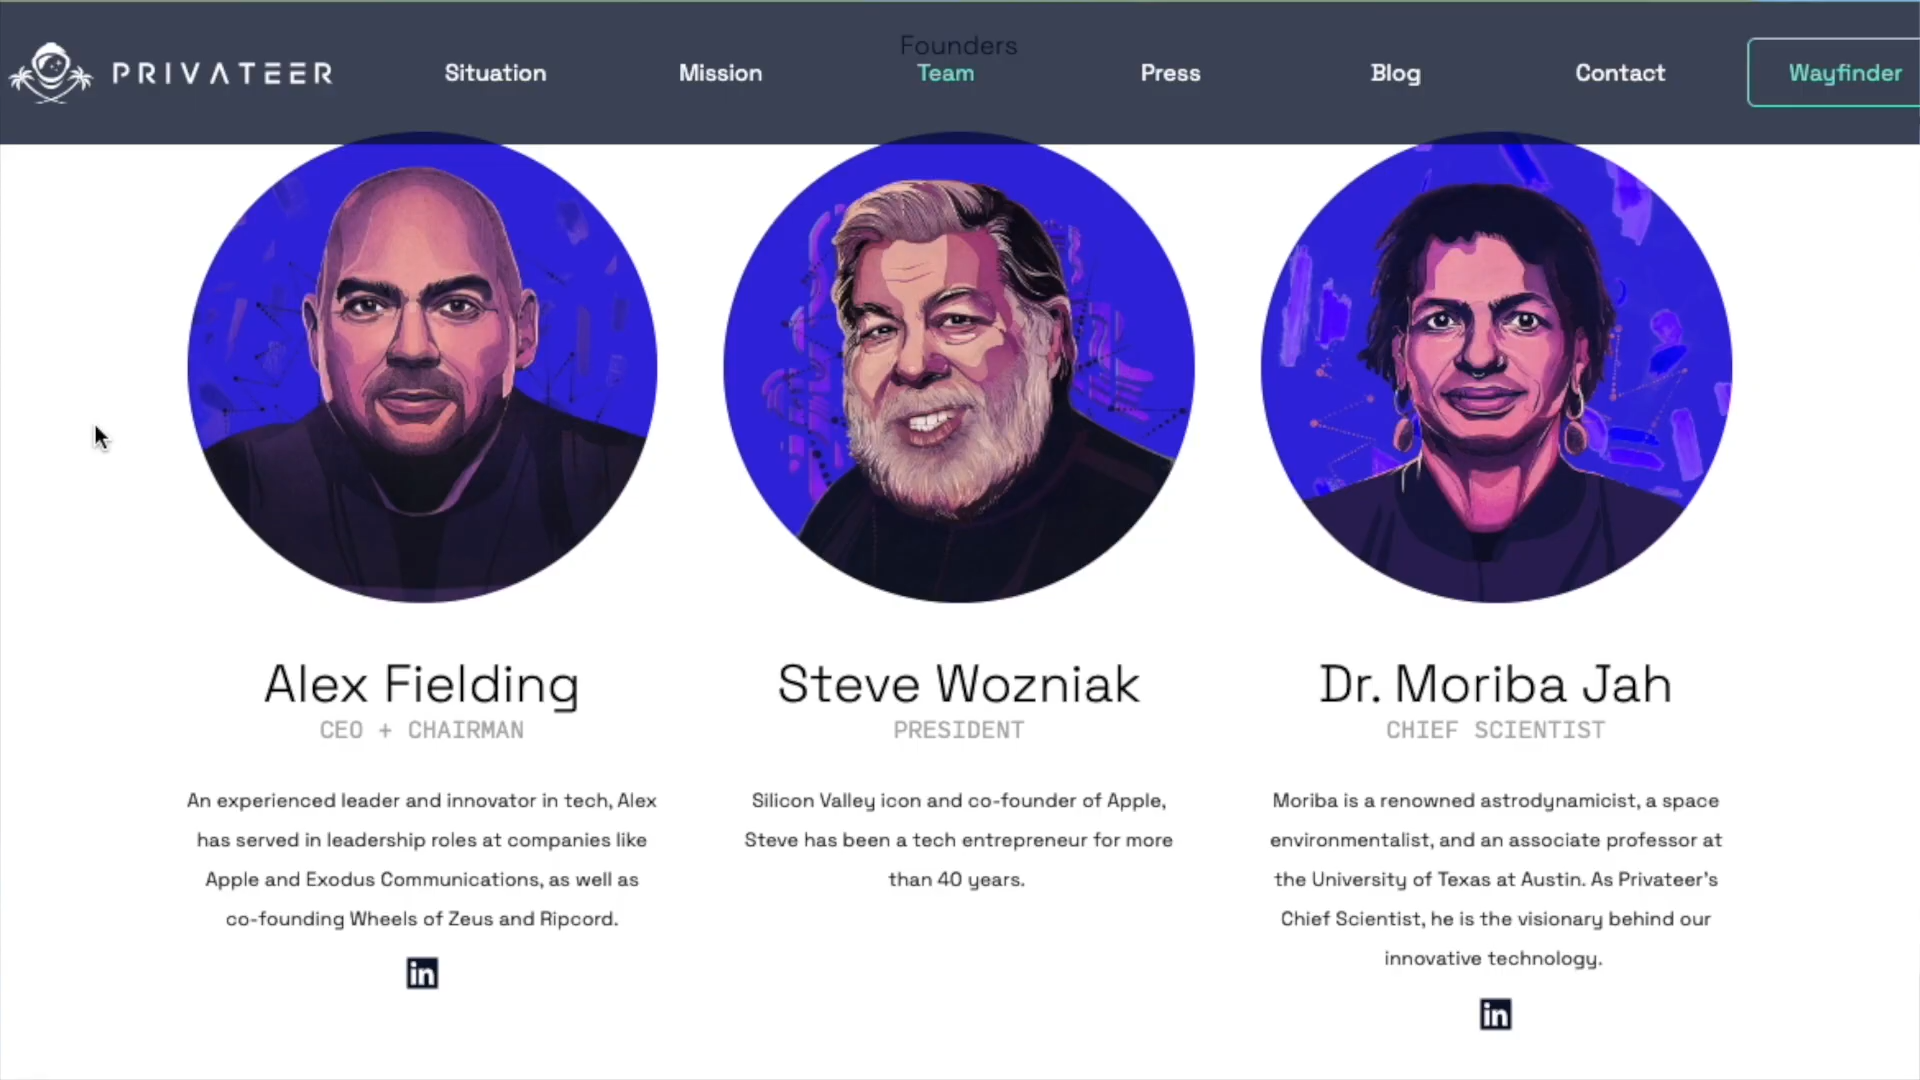 Founders
PRIVATEER
Situation
Mission
Team
Press
Blog
Contact
Wayfinder
Alex Fielding
CEO + CHAIRMAN
An experienced leader and innovator in tech, Alex
has served in leadership roles at companies like
Apple and Exodus Communications, as well as
co-founding Wheels of Zeus and Ripcord.
in
Steve Wozniak
PRESIDENT
Silicon Valley icon and co-founder of Apple,
Steve has been a tech entrepreneur for more
than 40 years.
Dr. Moriba Jah
CHIEF SCIENTIST
Moriba is a renowned astrodynamicist, a space
environmentalist, and an associate professor at
the University of Texas at Austin. As Privateer's
Chief Scientist, he is the visionary behind our
innovative technology.
in